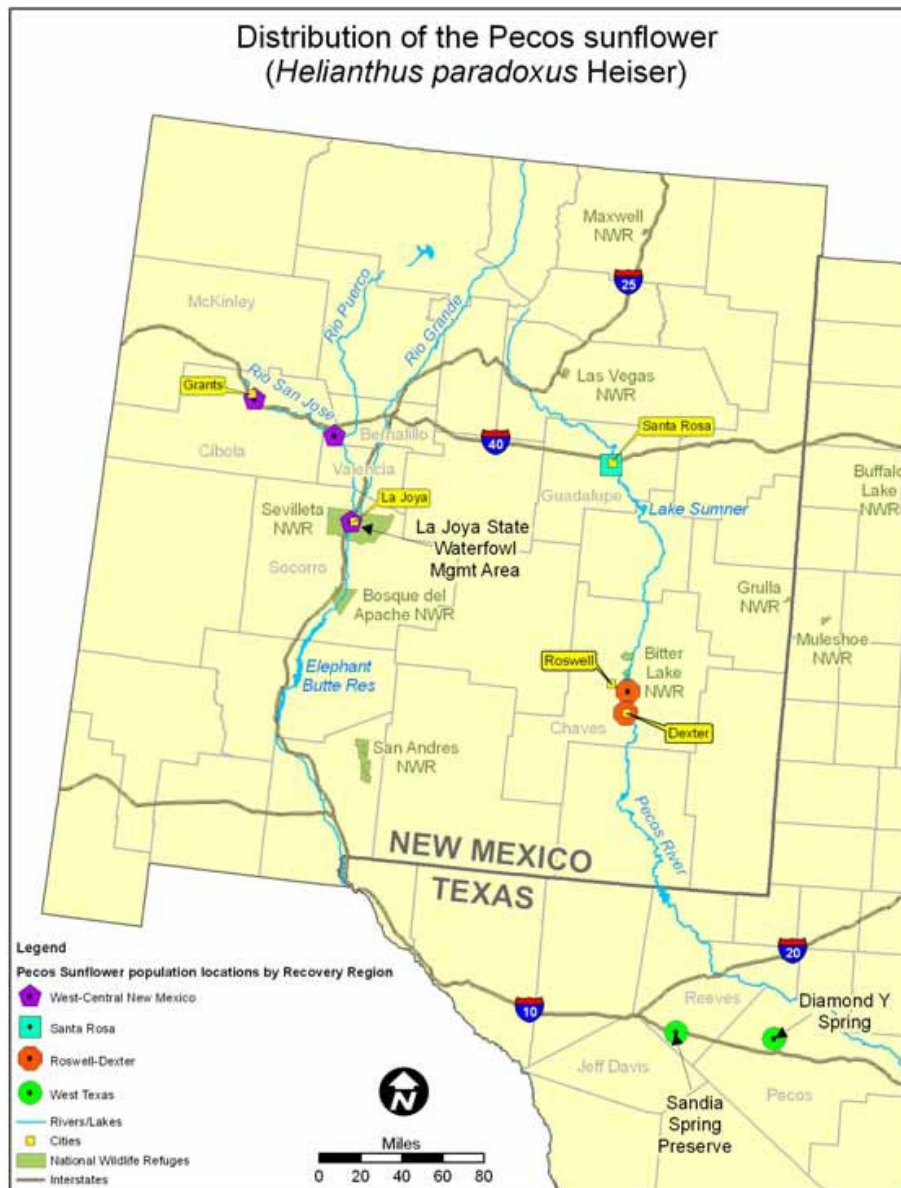 Distribution of the Pecos sunflower
(Helianthus paradoxus Heiser)
Maxwell
NWR
25
McKinley
Rio Puerco
Rio Grande
Rio San Jose
Grants
Las Vegas
NWR
Santa Rosa
40
Bernalillo
Cibola
Valencia
Guadalupe
Buffalo
Lake
NWR
La Joya
Sevilleta
NWR
Lake Sumner
La Joya State
Waterfowl
Mgmt Area
Socorro
Bosque del
Apache NWR
Grulla
NWR
Muleshoe
NWR
Elephant
Butte Res
Roswell
Bitter
Lake
NWR
Chaves
Dexter
San Andres
NWR
Pecos River
NEW MEXICO
TEXAS
20
Reeves
10
Diamond Y
Spring
Jeff Davis
Pecos
Sandia
Spring
Preserve
Legend
Pecos Sunflower population locations by Recovery Region
West-Central New Mexico
Santa Rosa
Roswell-Dexter
West Texas
Rivers/Lakes
Cities
National Wildlife Refuges
Interstates
N
Miles
0 20 40 60 80